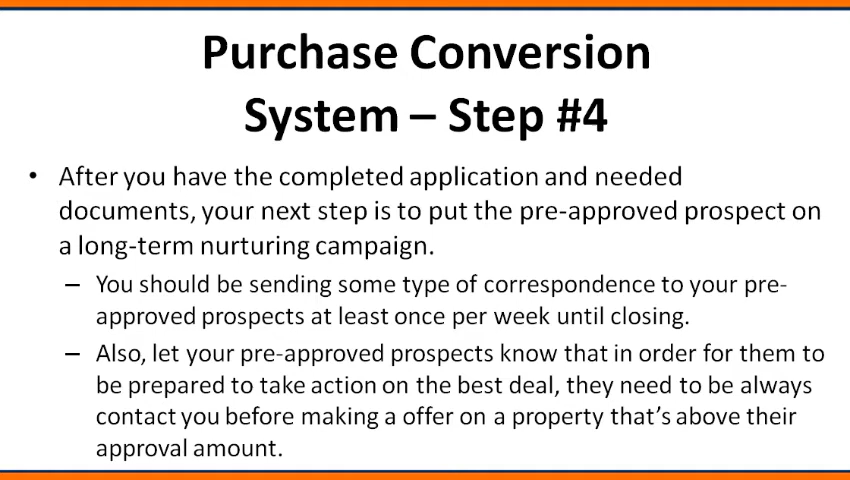 Purchase Conversion
System – Step #4
• After you have the completed application and needed
documents, your next step is to put the pre-approved prospect on
a long-term nurturing campaign.
– You should be sending some type of correspondence to your pre-
approved prospects at least once per week until closing.
– Also, let your pre-approved prospects know that in order for them to
be prepared to take action on the best deal, they need to be always
contact you before making a offer on a property that’s above their
approval amount.